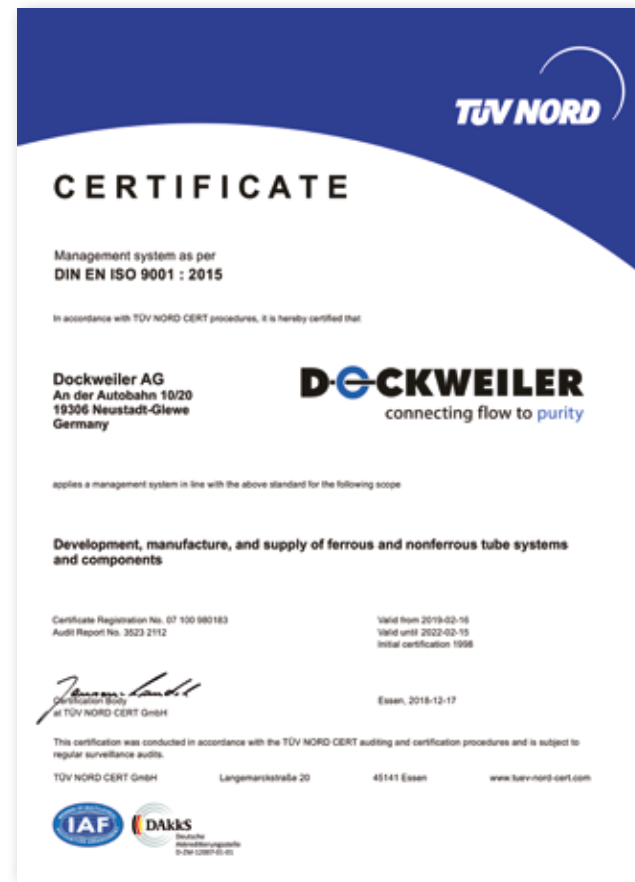 TÜV NORD
CERTIFICATE
Management system as per
DIN EN ISO 9001 : 2015
In accordance with TÜV NORD CERT procedures, it is hereby certified that
Dockweiler AG
An der Autobahn 10/20
19306 Neustadt-Glewe
Germany
DOCKWEILER
connecting flow to purity
applies a management system in line with the above standard for the following scope
Development, manufacture, and supply of ferrous and nonferrous tube systems
and components
Certificate Registration No. 07 100 980183
Audit Report No. 3523 2112
Valid from 2019-02-16
Valid until 2022-02-15
Initial certification 1998
Certification Body
at TÜV NORD CERT GmbH
Essen, 2018-12-17
This certification was conducted in accordance with the TÜV NORD CERT auditing and certification procedures and is subject to
regular surveillance audits.
TÜV NORD CERT GmbH Langemarckstraße 20 45141 Essen www.tuev-nord-cert.com
IAF
DAkkS
Deutsche
Akkreditierungsstelle
D-ZM-12007-01-01